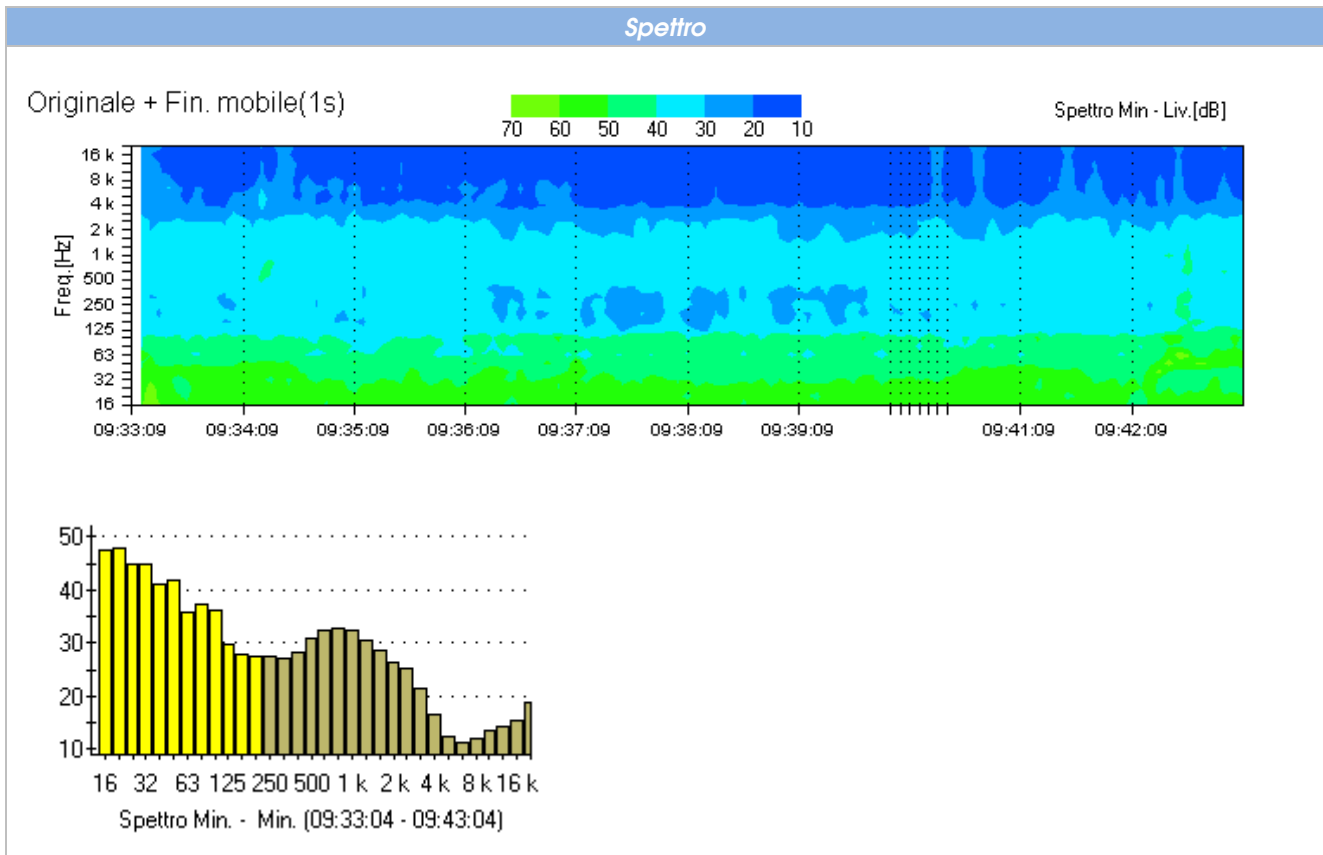 Spettro
Originale + Fin. mobile(1s)
70 60 50 40 30 20 10
Spettro Min - Liv.[dB]
Freq.[Hz]
16 k
8 k
4 k
2 k
1 k
500
250
125
63
32
16
09:33:09 09:34:09 09:35:09 09:36:09 09:37:09 09:38:09 09:39:09 09:41:09 09:42:09
50
40
30
20
10
16 32 63 125 250 500 1 k 2 k 4 k 8 k 16 k
Spettro Min. - Min. (09:33:04 - 09:43:04)